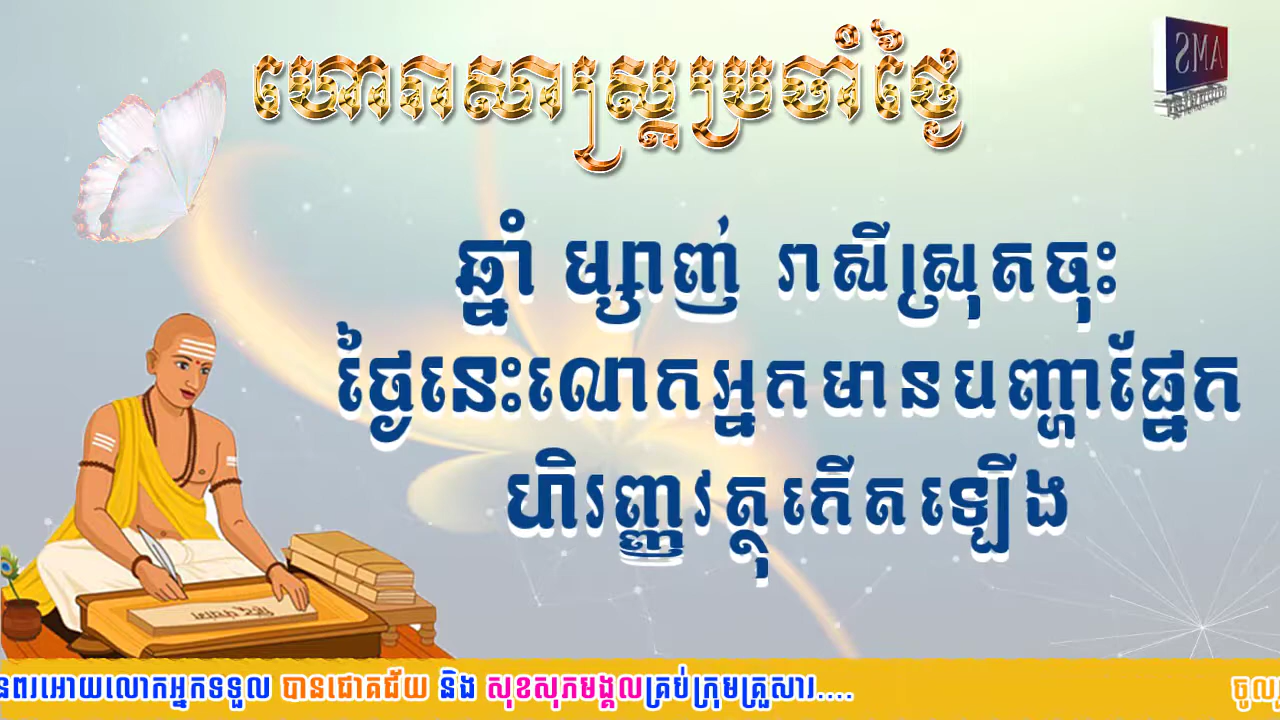 ហោរាសាស្ត្រប្រចាំថ្ងៃ
ឆ្នាំ ម្សាញ់ រាសីស្រុតចុះ
ថ្ងៃនេះលោកអ្នកមានបញ្ហាផ្នែក
ហិរញ្ញវត្ថុកើតឡើង
ពរអោយលោកអ្នកទទួល បានជោគជ័យ និង សុខសុភមង្គលគ្រប់ក្រុមគ្រួសារ....